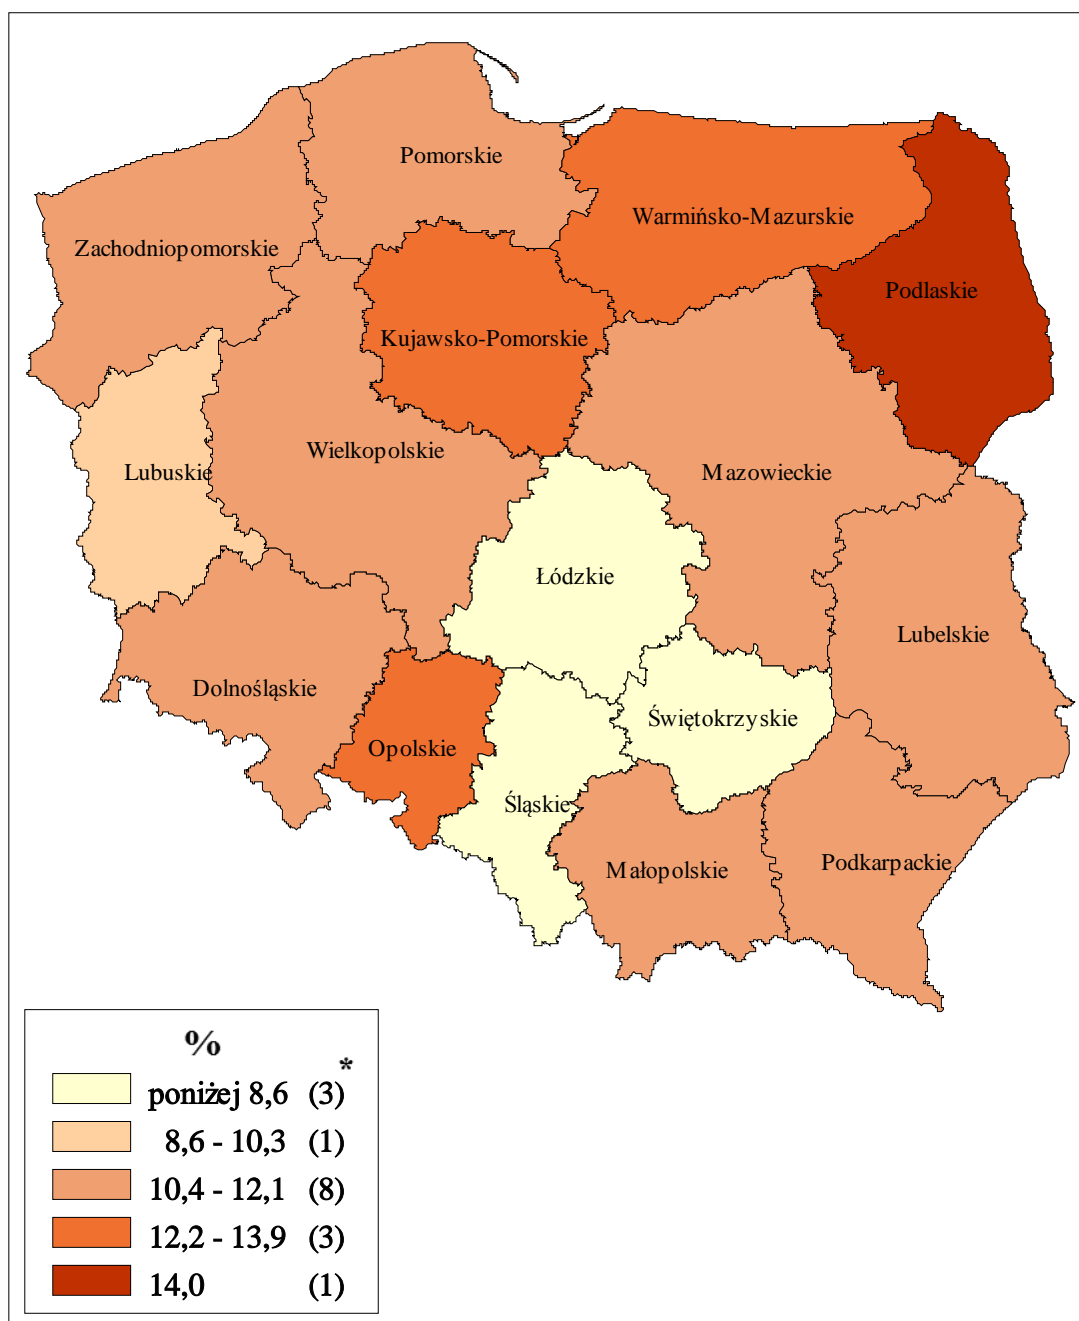 Pomorskie
Warmińsko-Mazurskie
Zachodniopomorskie
Podlaskie
Kujawsko-Pomorskie
Wielkopolskie
Lubuskie
Mazowieckie
Łódzkie
Lubelskie
Dolnośląskie
Świętokrzyskie
Opolskie
Śląskie
Podkarpackie
Małopolskie
%
*
poniżej 8,6 (3)
8,6 - 10,3 (1)
10,4 - 12,1 (8)
12,2 - 13,9 (3)
14,0 (1)